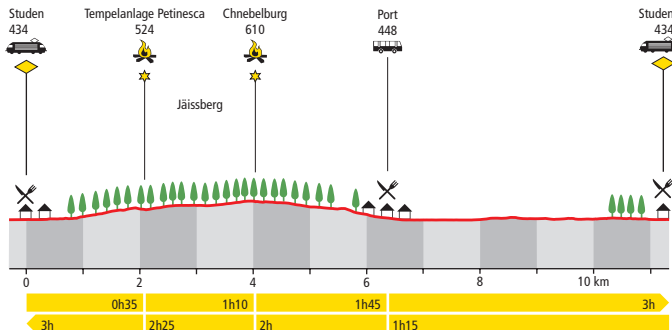 Studen
434
Tempelanlage Petinesca
524
Chnebelburg
610
Port
448
Studen
434
Jäissberg
0 2 4 6 8 10 km
0h35 1h10 1h45 3h
3h 2h25 2h 1h15